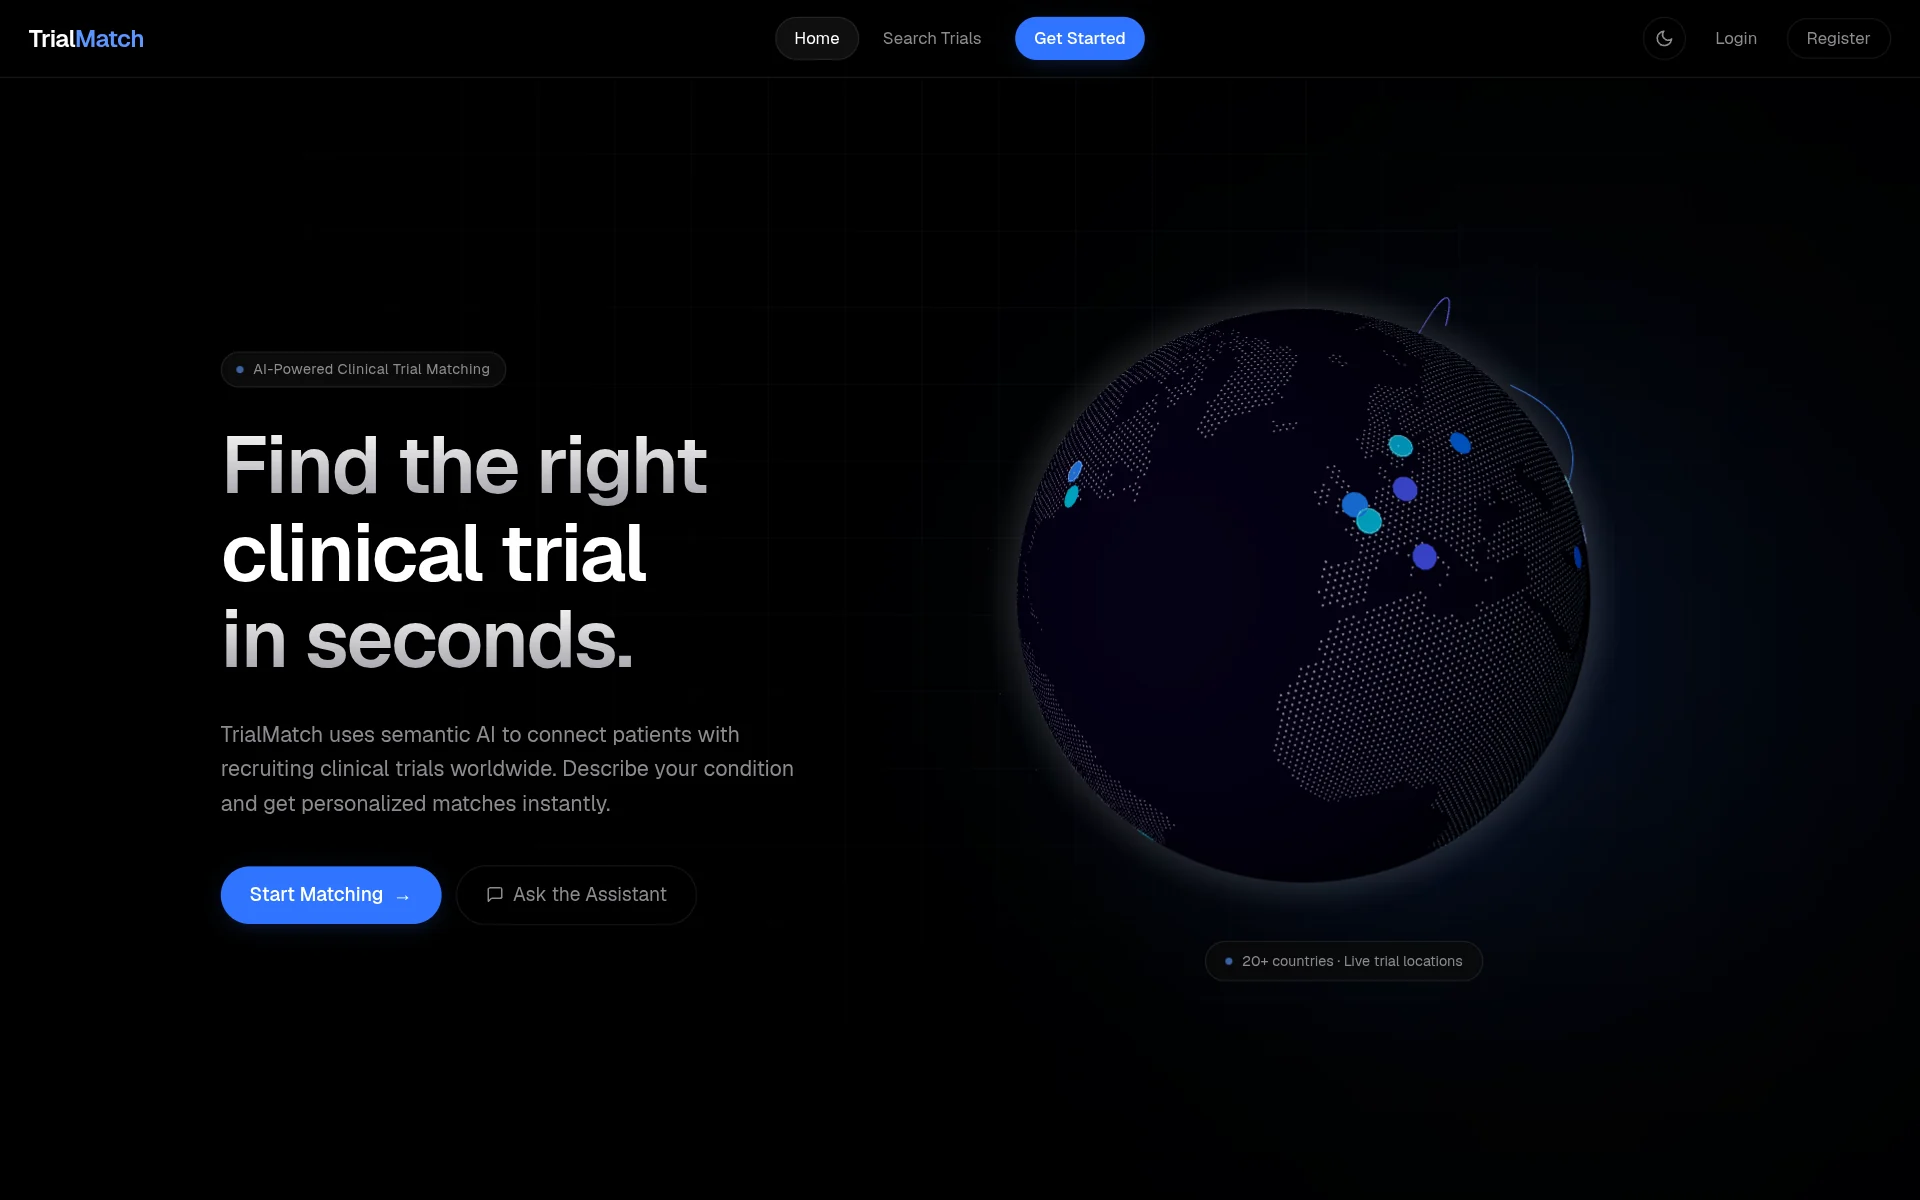 TrialMatch
Home
Search Trials
Get Started
Login
Register
AI-Powered Clinical Trial Matching
Find the right
clinical trial
in seconds.
TrialMatch uses semantic AI to connect patients with
recruiting clinical trials worldwide. Describe your condition
and get personalized matches instantly.
Start Matching →
Ask the Assistant
20+ countries · Live trial locations